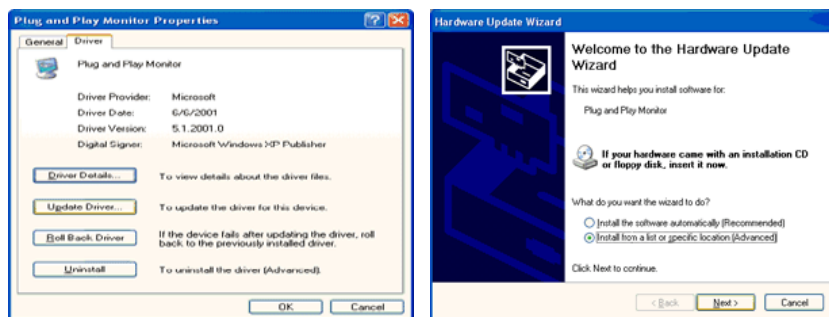 Plug and Play Monitor Properties
General
Driver
Plug and Play Monitor
Driver Provider: Microsoft
Driver Date: 6/6/2001
Driver Version: 5.1.2001.0
Digital Signer: Microsoft Windows XP Publisher
Driver Details...
To view details about the driver files.
Update Driver...
To update the driver for this device.
Roll Back Driver
If the device fails after updating the driver, roll
back to the previously installed driver.
Uninstall
To uninstall the driver (Advanced).
OK
Cancel
Hardware Update Wizard
Welcome to the Hardware Update
Wizard
This wizard helps you install software for:
Plug and Play Monitor
If your hardware came with an installation CD
or floppy disk, insert it now.
What do you want the wizard to do?
Install the software automatically (Recommended)
Install from a list or specific location (Advanced)
Click Next to continue.
< Back
Next >
Cancel